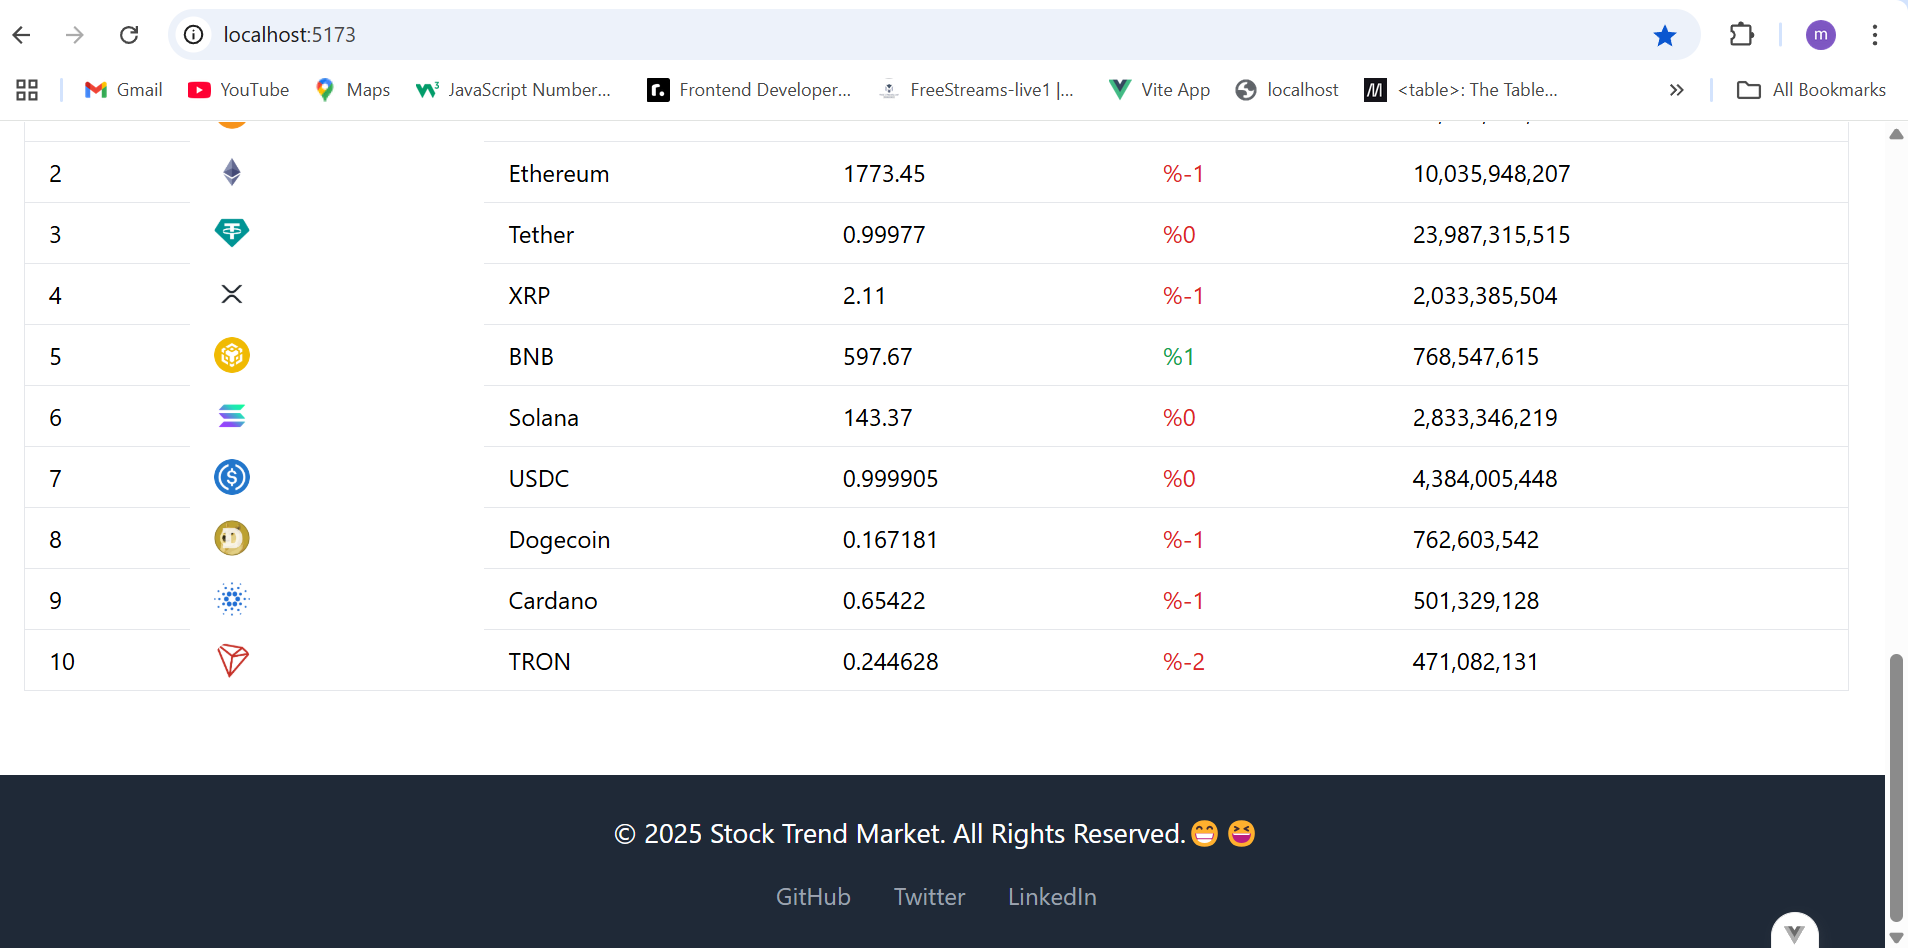 localhost:5173
Gmail YouTube Maps JavaScript Number... Frontend Developer... FreeStreams-live1 |... Vite App localhost <table>: The Table... » All Bookmarks
2 Ethereum 1773.45 %-1 10,035,948,207
3 Tether 0.99977 %0 23,987,315,515
4 XRP 2.11 %-1 2,033,385,504
5 BNB 597.67 %1 768,547,615
6 Solana 143.37 %0 2,833,346,219
7 USDC 0.999905 %0 4,384,005,448
8 Dogecoin 0.167181 %-1 762,603,542
9 Cardano 0.65422 %-1 501,329,128
10 TRON 0.244628 %-2 471,082,131
© 2025 Stock Trend Market. All Rights Reserved.😁 😆
GitHub Twitter LinkedIn